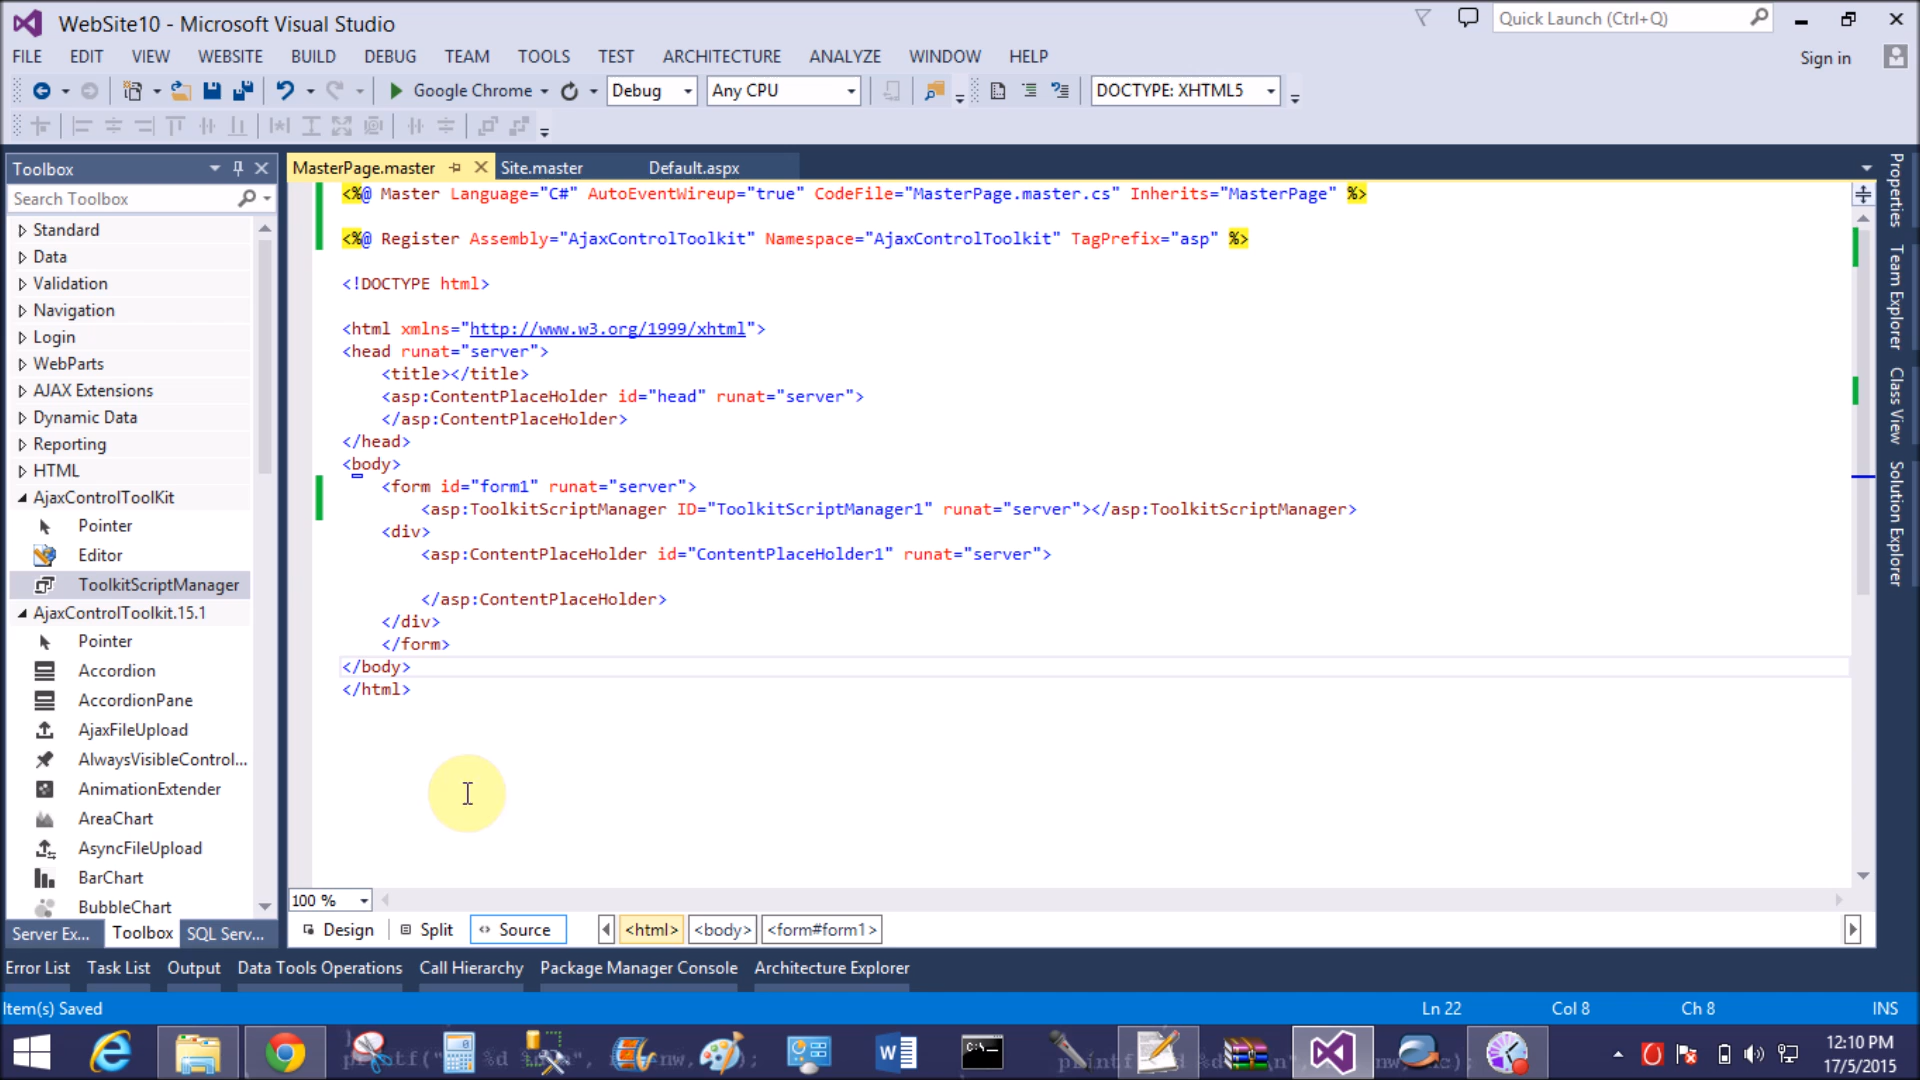 WebSite10 - Microsoft Visual Studio
Quick Launch (Ctrl+Q)
FILE EDIT VIEW WEBSITE BUILD DEBUG TEAM TOOLS TEST ARCHITECTURE ANALYZE WINDOW HELP
Sign in
Google Chrome
Debug
Any CPU
DOCTYPE: XHTML5
Toolbox
MasterPage.master
Site.master
Default.aspx
Search Toolbox
Standard
Data
Validation
Navigation
Login
WebParts
AJAX Extensions
Dynamic Data
Reporting
HTML
AjaxControlToolKit
Pointer
Editor
ToolkitScriptManager
AjaxControlToolkit.15.1
Pointer
Accordion
AccordionPane
AjaxFileUpload
AlwaysVisibleControl...
AnimationExtender
AreaChart
AsyncFileUpload
BarChart
BubbleChart
Server Ex... Toolbox SQL Serv...
<%@ Master Language="C#" AutoEventWireup="true" CodeFile="MasterPage.master.cs" Inherits="MasterPage" %>
<%@ Register Assembly="AjaxControlToolkit" Namespace="AjaxControlToolkit" TagPrefix="asp" %>
<!DOCTYPE html>
<html xmlns="http://www.w3.org/1999/xhtml">
<head runat="server">
<title></title>
<asp:ContentPlaceHolder id="head" runat="server">
</asp:ContentPlaceHolder>
</head>
<body>
<form id="form1" runat="server">
<asp:ToolkitScriptManager ID="ToolkitScriptManager1" runat="server"></asp:ToolkitScriptManager>
<div>
<asp:ContentPlaceHolder id="ContentPlaceHolder1" runat="server">
</asp:ContentPlaceHolder>
</div>
</form>
</body>
</html>
100 %
Design Split Source <html> <body> <form#form1>
Properties
Team Explorer
Class View
Solution Explorer
Error List Task List Output Data Tools Operations Call Hierarchy Package Manager Console Architecture Explorer
Item(s) Saved
Ln 22 Col 8 Ch 8 INS
12:10 PM
17/5/2015